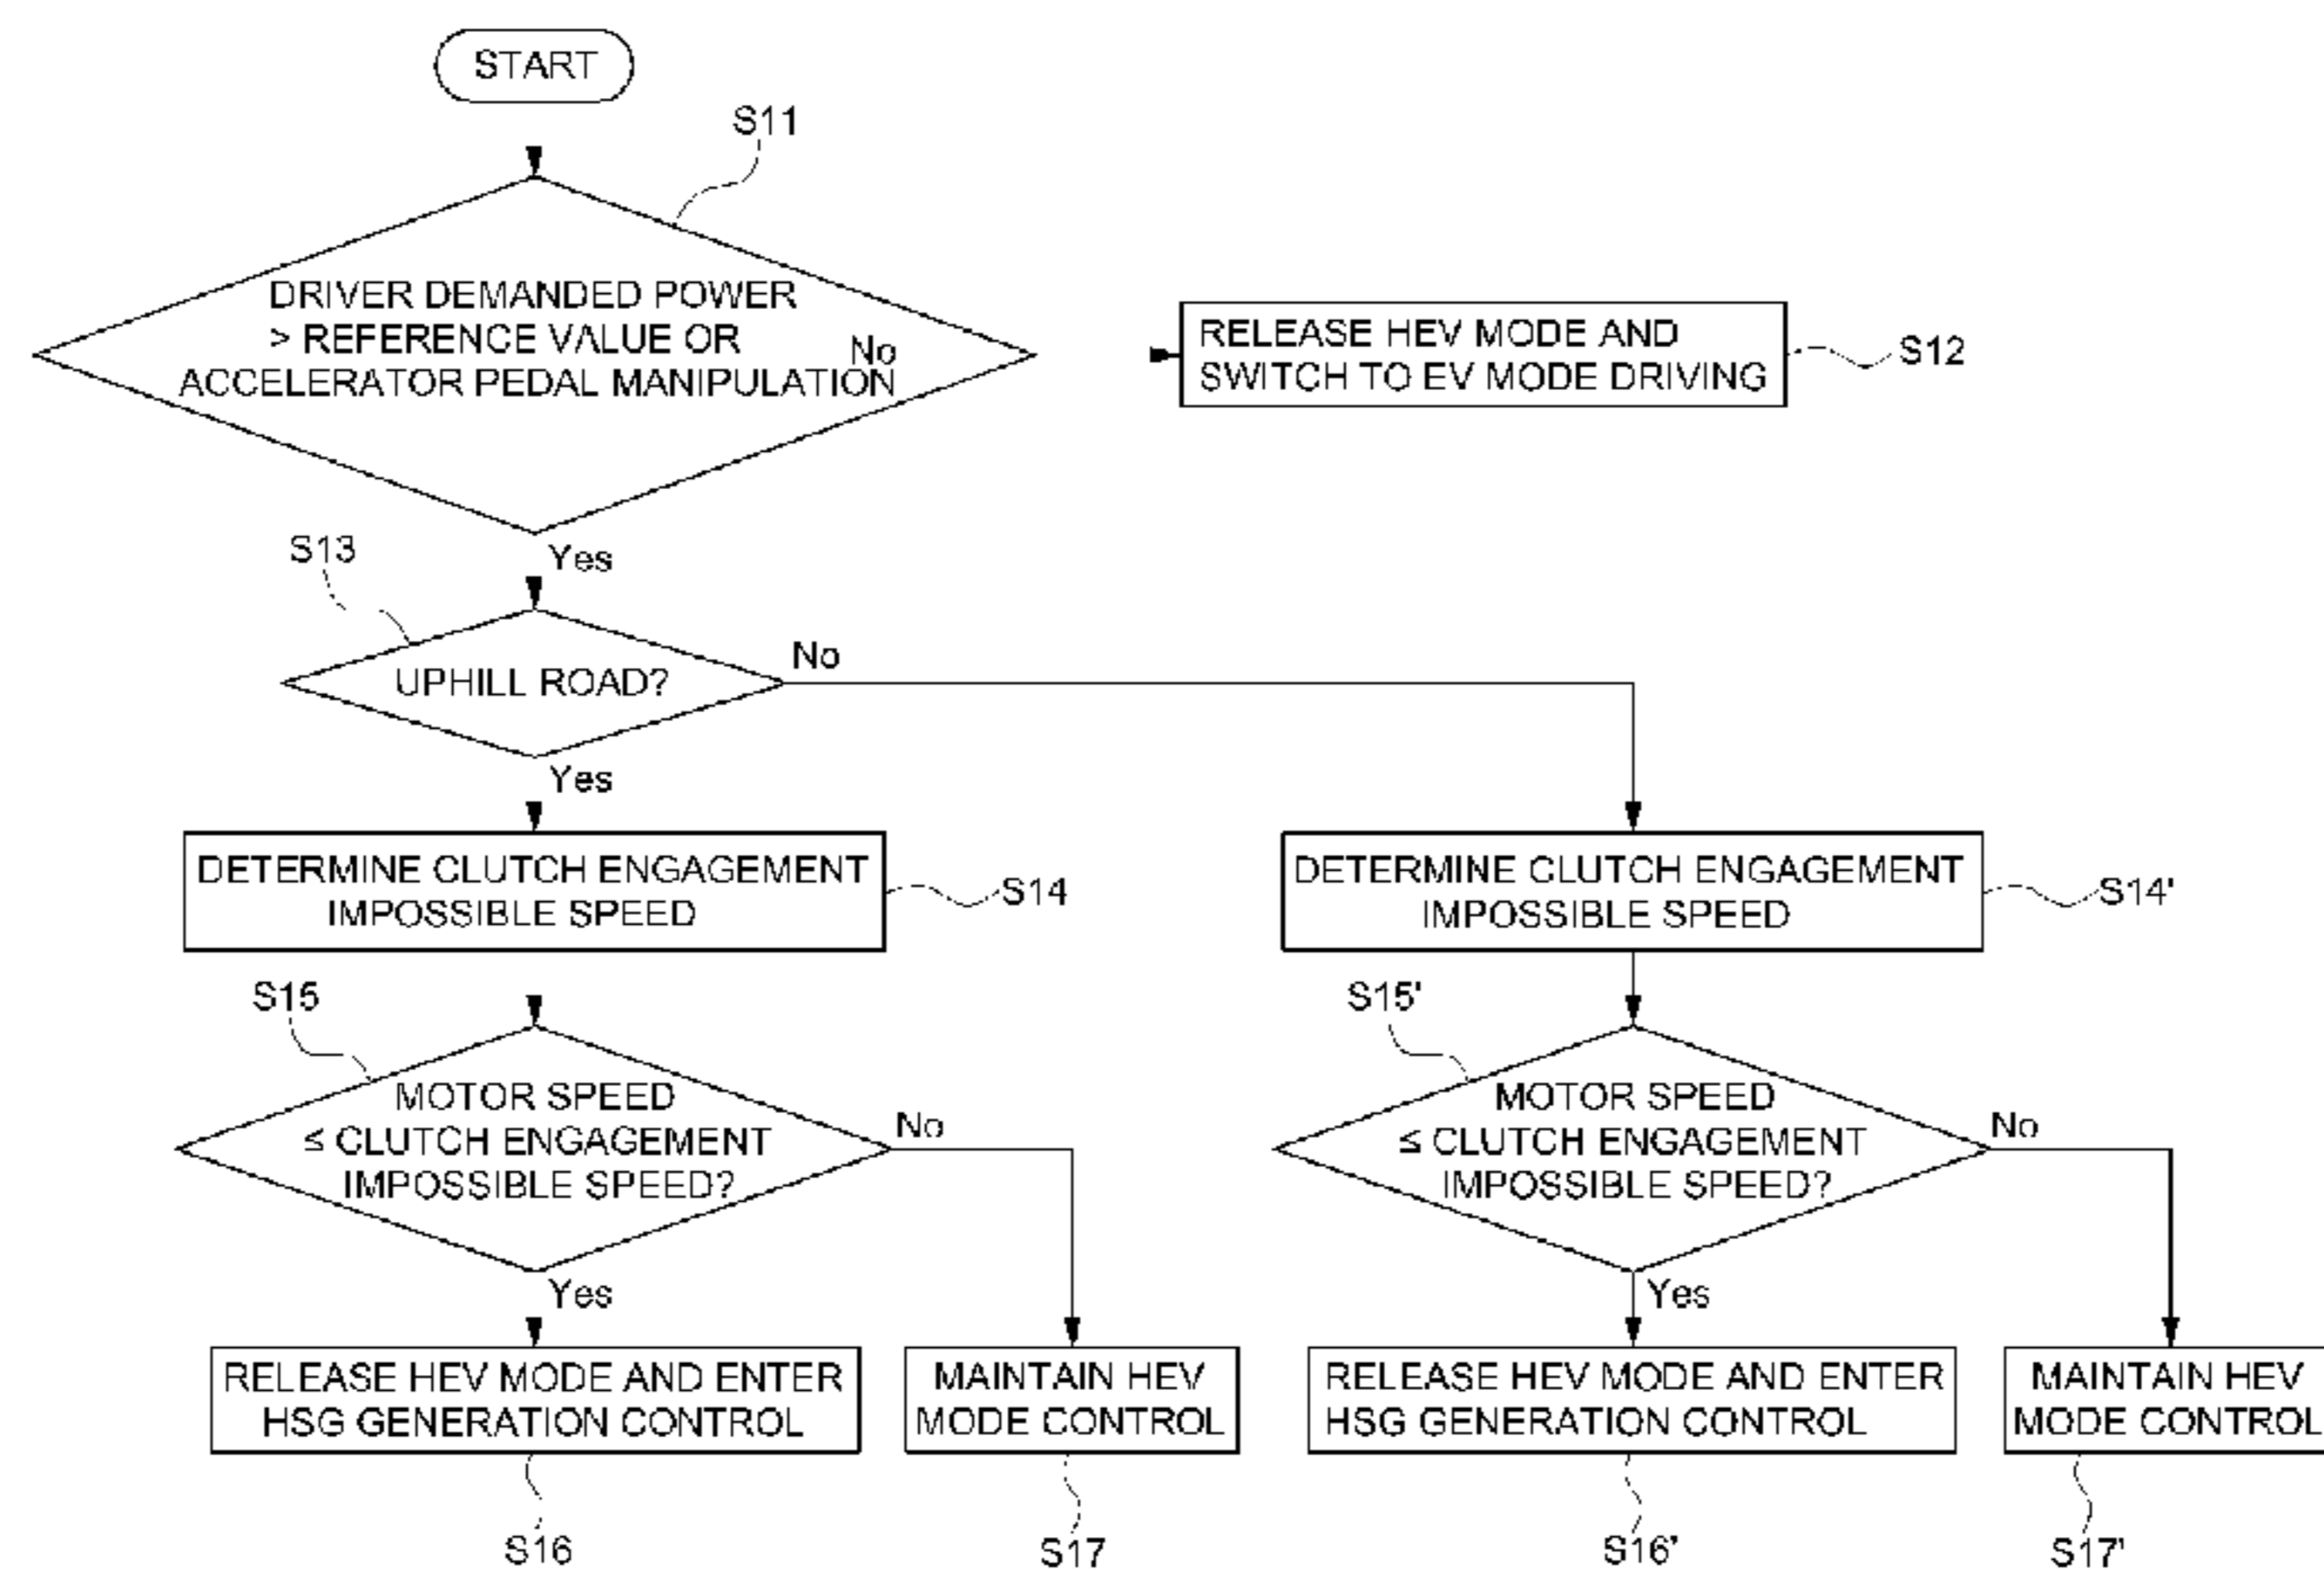 START
S11
DRIVER DEMANDED POWER
> REFERENCE VALUE OR
ACCELERATOR PEDAL MANIPULATION
No
RELEASE HEV MODE AND
SWITCH TO EV MODE DRIVING
S12
Yes
S13
UPHILL ROAD?
No
Yes
DETERMINE CLUTCH ENGAGEMENT
IMPOSSIBLE SPEED
S14
DETERMINE CLUTCH ENGAGEMENT
IMPOSSIBLE SPEED
S14'
S15
MOTOR SPEED
≤ CLUTCH ENGAGEMENT
IMPOSSIBLE SPEED?
No
Yes
S15'
MOTOR SPEED
≤ CLUTCH ENGAGEMENT
IMPOSSIBLE SPEED?
No
Yes
RELEASE HEV MODE AND ENTER
HSG GENERATION CONTROL
MAINTAIN HEV
MODE CONTROL
RELEASE HEV MODE AND ENTER
HSG GENERATION CONTROL
MAINTAIN HEV
MODE CONTROL
S16
S17
S16'
S17'